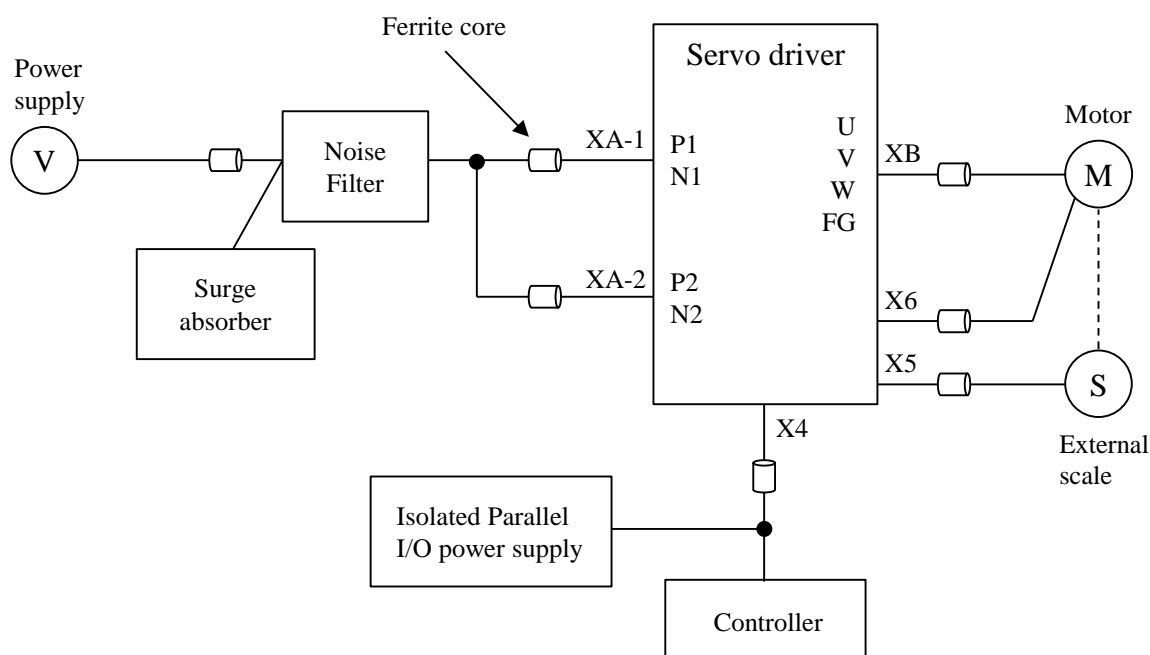 Ferrite core
Servo driver
Power
supply
V
Noise
Filter
Surge
absorber
XA-1
P1
N1
XA-2
P2
N2
U
V
W
FG
XB
Motor
M
X6
X5
S
External
scale
X4
Isolated Parallel
I/O power supply
Controller